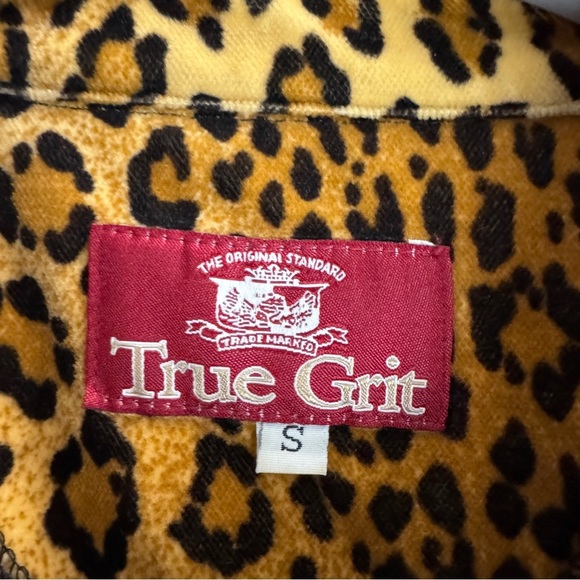 THE ORIGINAL STANDARD
TRADE MARKED
True Grit
S